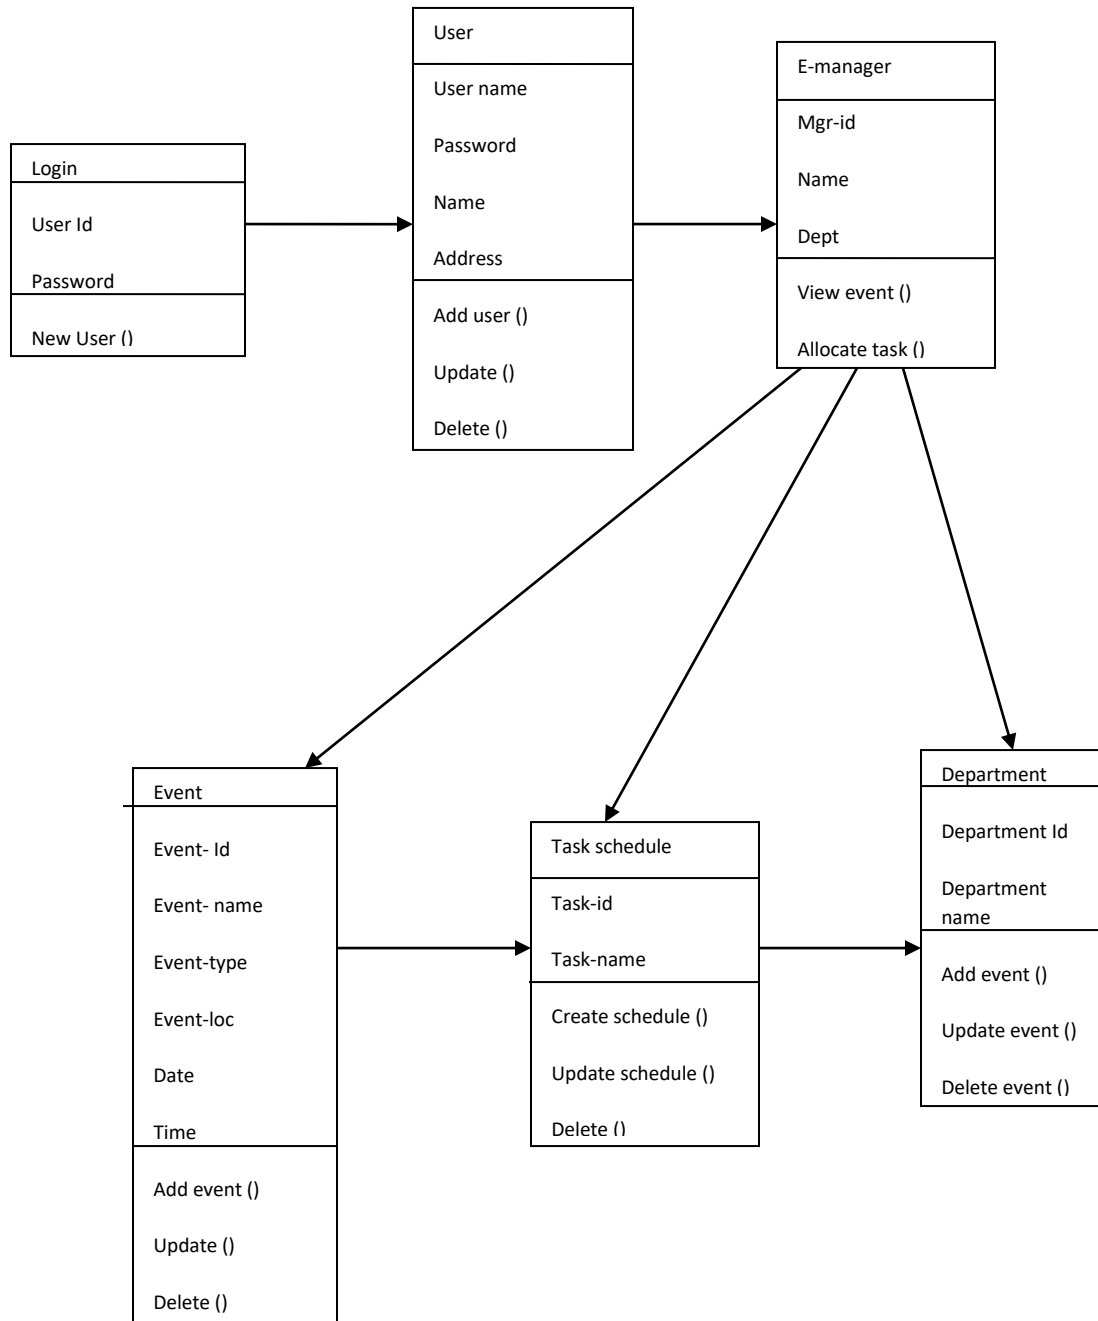 User
User name
Password
Name
Address
Add user ()
Update ()
Delete ()
E-manager
Mgr-id
Name
Dept
View event ()
Allocate task ()
Login
User Id
Password
New User ()
Event
Event- Id
Event- name
Event-type
Event-loc
Date
Time
Add event ()
Update ()
Delete ()
Task schedule
Task-id
Task-name
Create schedule ()
Update schedule ()
Delete ()
Department
Department Id
Department
name
Add event ()
Update event ()
Delete event ()